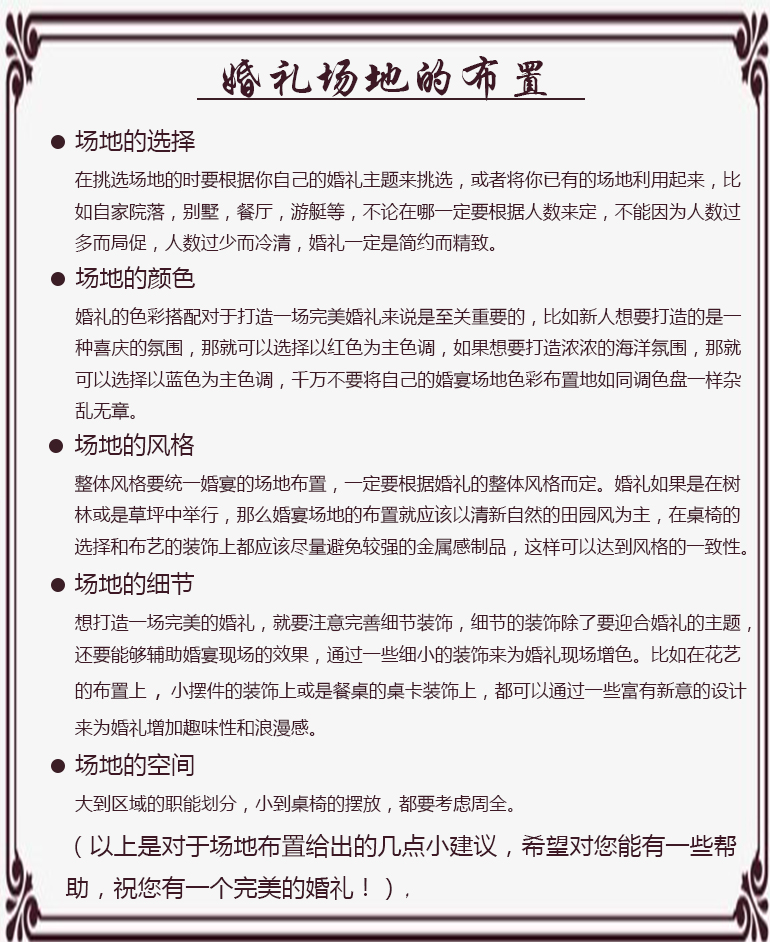 婚礼场地的布置
● 场地的选择
在挑选场地的时要根据你自己的婚礼主题来挑选，或者将你已有的场地利用起来，比
如自家院落，别墅，餐厅，游艇等，不论在哪一定要根据人数来定，不能因为人数过
多而局促，人数过少而冷清，婚礼一定是简约而精致。
● 场地的颜色
婚礼的色彩搭配对于打造一场完美婚礼来说是至关重要的，比如新人想要打造的是一
种喜庆的氛围，那就可以选择以红色为主色调，如果想要打造浓浓的海洋氛围，那就
可以选择以蓝色为主色调，千万不要将自己的婚宴场地色彩布置地如同调色盘一样杂
乱无章。
● 场地的风格
整体风格要统一婚宴的场地布置，一定要根据婚礼的整体风格而定。婚礼如果是在树
林或是草坪中举行，那么婚宴场地的布置就应该以清新自然的田园风为主，在桌椅的
选择和布艺的装饰上都应该尽量避免较强的金属感制品，这样可以达到风格的一致性。
● 场地的细节
想打造一场完美的婚礼，就要注意完善细节装饰，细节的装饰除了要迎合婚礼的主题，
还要能够辅助婚宴现场的效果，通过一些细小的装饰来为婚礼现场增色。比如在花艺
的布置上，小摆件的装饰上或是餐桌的桌卡装饰上，都可以通过一些富有新意的设计
来为婚礼增加趣味性和浪漫感。
● 场地的空间
大到区域的职能划分，小到桌椅的摆放，都要考虑周全。
（以上是对于场地布置给出的几点小建议，希望对您能有一些帮
助，祝您有一个完美的婚礼！），